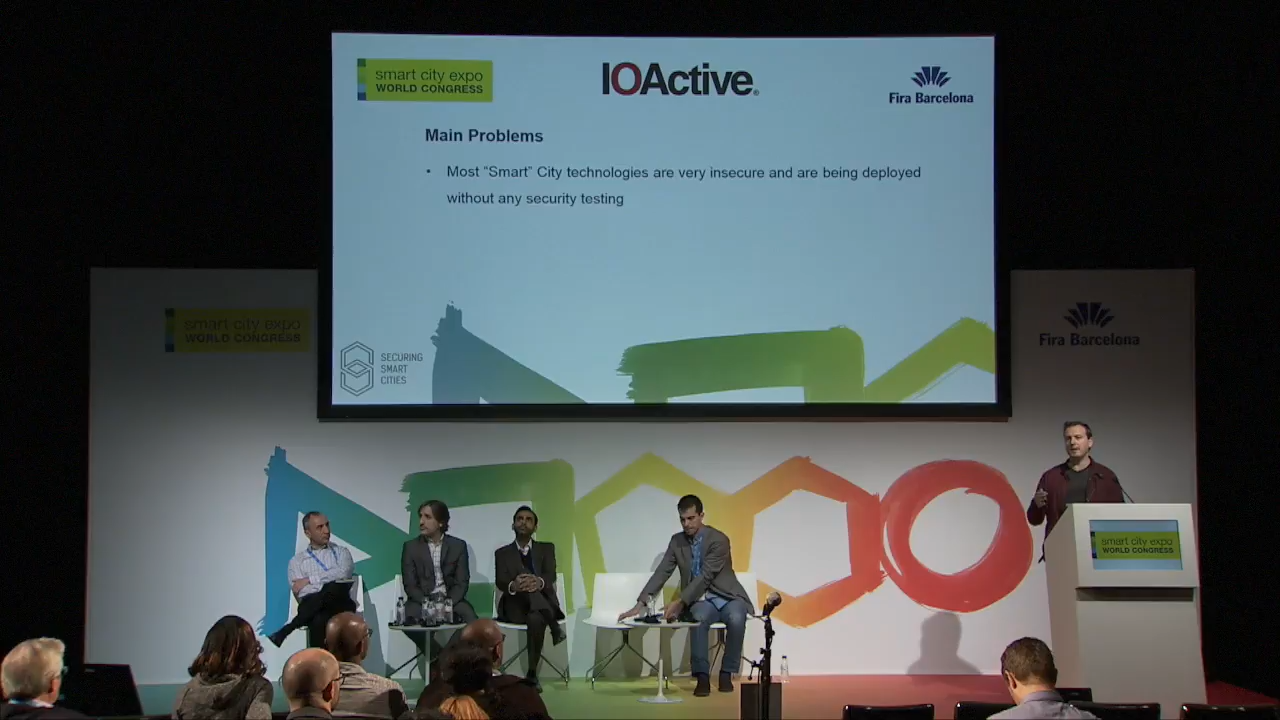 smart city expo
WORLD CONGRESS
IOActive®
Fira Barcelona
Main Problems
• Most "Smart" City technologies are very insecure and are being deployed
without any security testing
SECURING
SMART
CITIES
smart city expo
WORLD CONGRESS
Fira Barcelona
smart city expo
WORLD CONGRESS